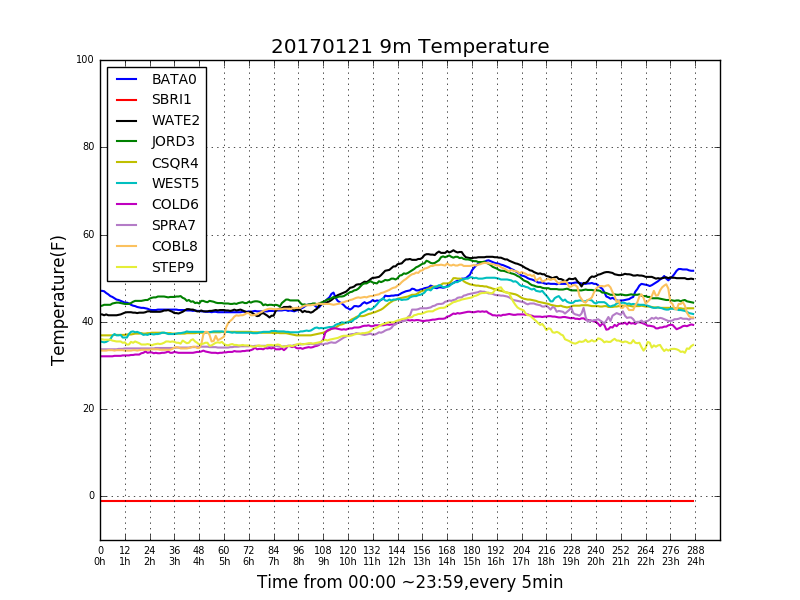 20170121 9m Temperature
100
80
60
40
20
0
Temperature(F)
BATA0
SBRI1
WATE2
JORD3
CSQR4
WEST5
COLD6
SPRA7
COBL8
STEP9
0 12 24 36 48 60 72 84 96 108 120 132 144 156 168 180 192 204 216 228 240 252 264 276 288
0h 1h 2h 3h 4h 5h 6h 7h 8h 9h 10h 11h 12h 13h 14h 15h 16h 17h 18h 19h 20h 21h 22h 23h 24h
Time from 00:00 ~23:59,every 5min